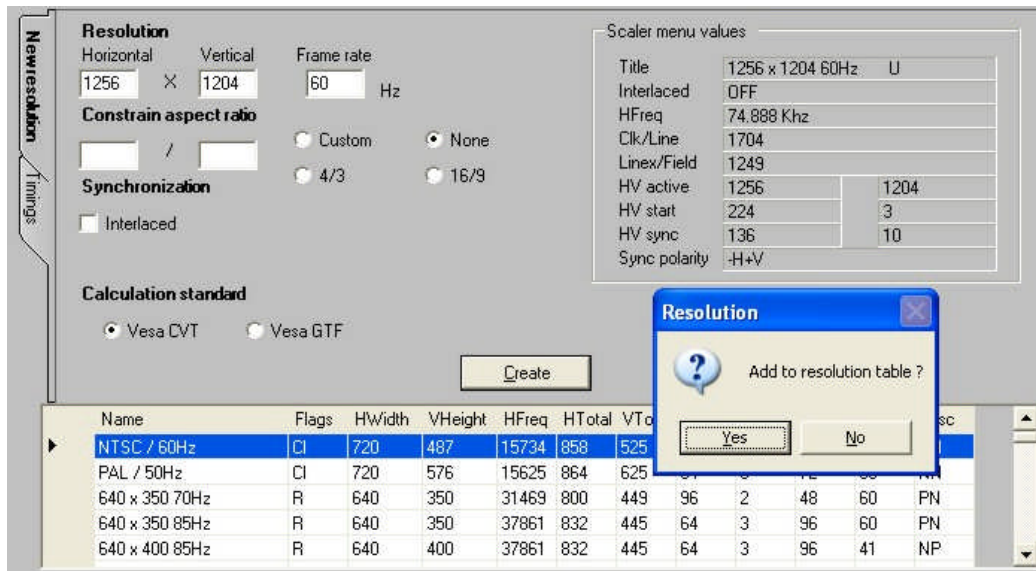 New resolution
Timings
Resolution
Horizontal Vertical Frame rate
1256 X 1204 60 Hz
Constrain aspect ratio
/
Custom None
4/3 16/9
Synchronization
Interlaced
Calculation standard
Vesa CVT Vesa GTF
Create
Scaler menu values
Title 1256 x 1204 60Hz U
Interlaced OFF
HFreq 74.888 Khz
Clk/Line 1704
Linex/Field 1249
HV active 1256 1204
HV start 224 3
HV sync 136 10
Sync polarity -H+V
Resolution
? Add to resolution table ?
Yes No
Name Flags HWidth VHeight HFreq HTotal
NTSC / 60Hz CI 720 487 15734 858 525
PAL / 50Hz CI 720 576 15625 864 625
640 x 350 70Hz R 640 350 31469 800 449 96 2 48 60 PN
640 x 350 85Hz R 640 350 37861 832 445 64 3 96 60 PN
640 x 400 85Hz R 640 400 37861 832 445 64 3 96 41 NP